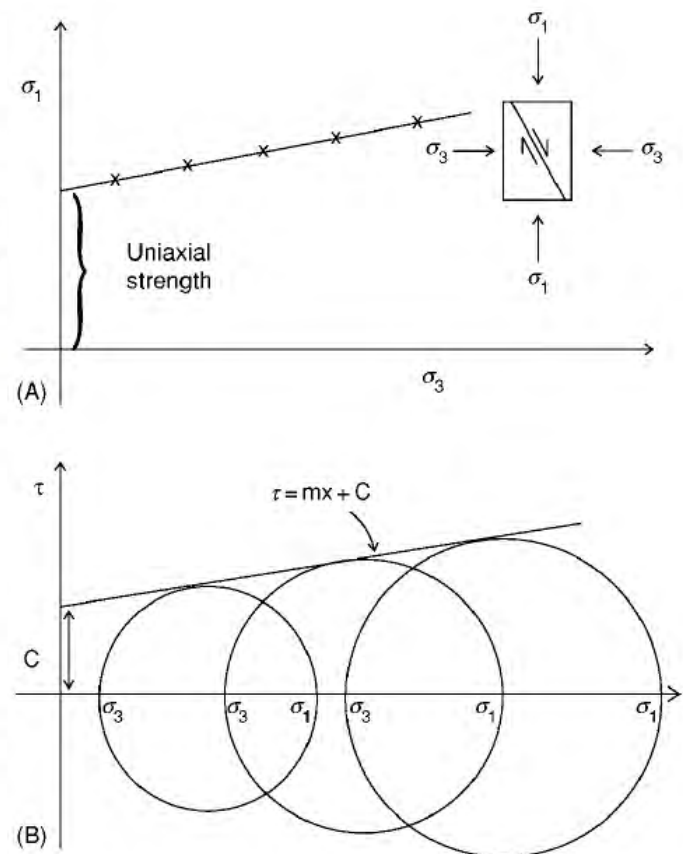 σ₁
σ₁
σ₃
σ₃
Uniaxial
strength
σ₁
(A)
σ₃
τ
τ = mx + C
C
σ₃
σ₃
σ₁
σ₃
σ₁
σ₁
(B)